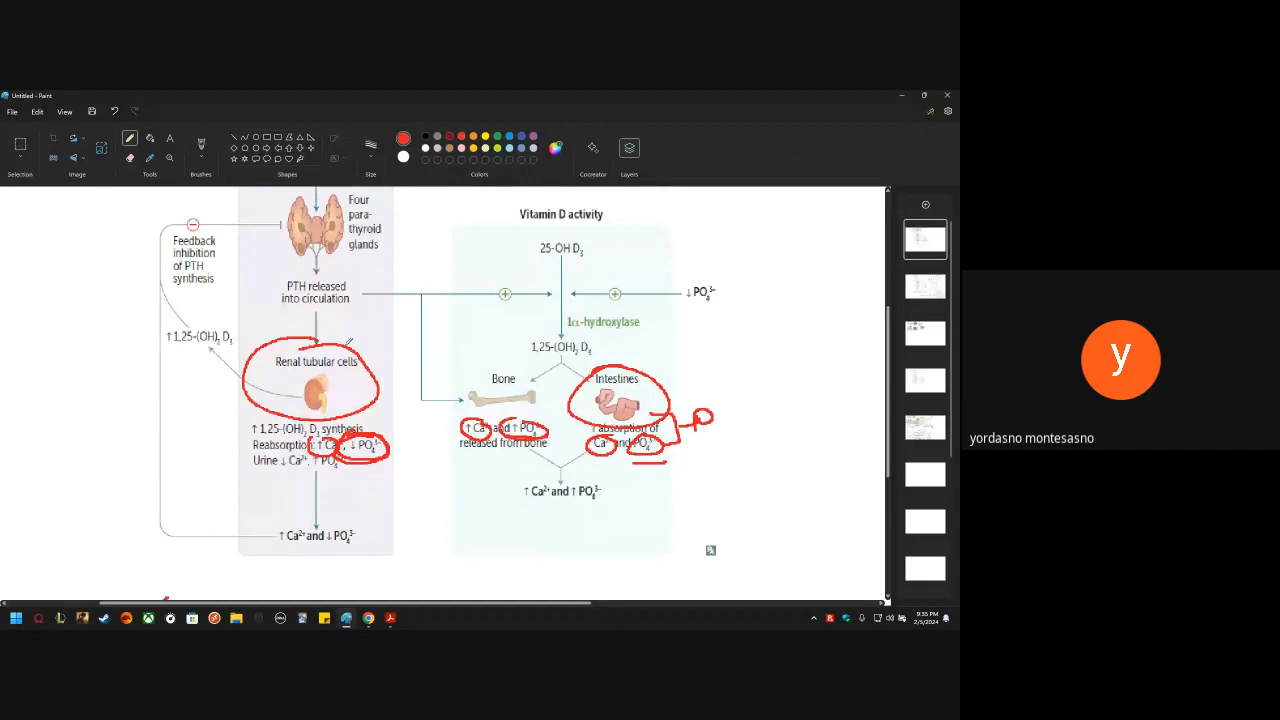 Untitled - Paint
File Edit View
Selection Image Tools Brushes Shapes Size Colors Cocreator Layers
Four
para-
thyroid
glands
Feedback
inhibition
of PTH
synthesis
PTH released
into circulation
↑ 1,25-(OH)₂ D₃
Renal tubular cells
↑ 1,25-(OH)₂ D₃ synthesis
Reabsorption: ↑ Ca²⁺, ↓ PO₄³⁻
Urine ↓ Ca²⁺, ↑ PO₄³⁻
↑ Ca²⁺ and ↓ PO₄³⁻
Vitamin D activity
25-OH D₃
↓ PO₄³⁻
1α-hydroxylase
1,25-(OH)₂ D₃
Bone
Intestines
↑ Ca²⁺ and ↑ PO₄³⁻
released from bone
↑ absorption of
Ca²⁺ and PO₄³⁻
↑ Ca²⁺ and ↑ PO₄³⁻
9:35 PM
2/5/2024
y
yordasno montesasno